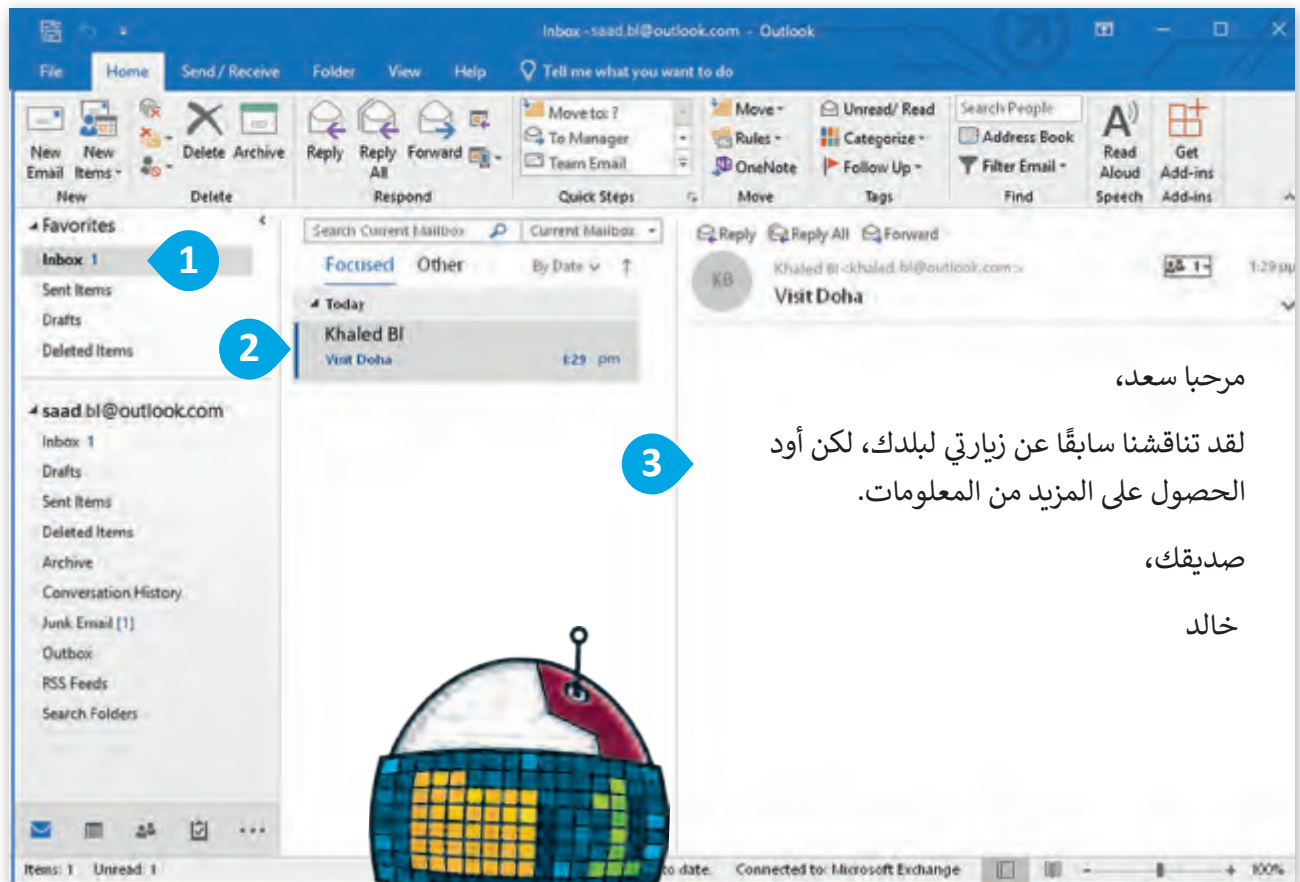 Inbox - saad.bl@outlook.com - Outlook
File Home Send / Receive Folder View Help Tell me what you want to do
New Email
New Items
Delete
Archive
Reply
Reply All
Forward
Move to: ?
To Manager
Team Email
Move
Rules
OneNote
Unread/ Read
Categorize
Follow Up
Search People
Address Book
Filter Email
Read Aloud
Get Add-ins
New Delete Respond Quick Steps Move Tags Find Speech Add-ins
Favorites
Inbox 1
1
Sent Items
Drafts
Deleted Items
saad.bl@outlook.com
Inbox 1
Drafts
Sent Items
Deleted Items
Archive
Conversation History
Junk Email [1]
Outbox
RSS Feeds
Search Folders
Search Current Mailbox Current Mailbox
Focused Other By Date
Today
2
Khaled Bl
Visit Doha 1:29 pm
Reply Reply All Forward
KB
Khaled Bl <khaled.bl@outlook.com>
1
1:29
Visit Doha
3
مرحبا سعد،
لقد تناقشنا سابقًا عن زيارتي لبلدك، لكن أود
الحصول على المزيد من المعلومات.
صديقك،
خالد
Items: 1 Unread: 1 to date. Connected to: Microsoft Exchange 100%